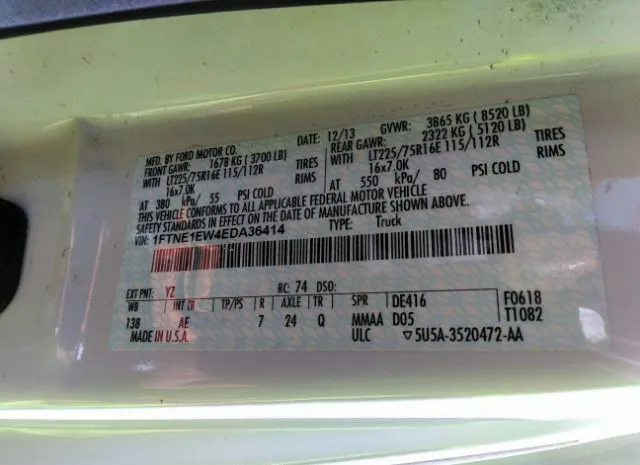 MFD. BY FORD MOTOR CO.
DATE: 12/13
GVWR: 3865 KG ( 8520 LB)
FRONT GAWR: 1678 KG ( 3700 LB)
REAR GAWR: 2322 KG ( 5120 LB)
WITH LT225/75R16E 115/112R TIRES
WITH LT225/75R16E 115/112R TIRES
16x7.0K RIMS
16x7.0K RIMS
AT 380 kPa/ 55 PSI COLD
AT 550 kPa/ 80 PSI COLD
THIS VEHICLE CONFORMS TO ALL APPLICABLE FEDERAL MOTOR VEHICLE
SAFETY STANDARDS IN EFFECT ON THE DATE OF MANUFACTURE SHOWN ABOVE.
VIN: 1FTNE1EW4EDA36414
TYPE: Truck
EXT PNT: YZ RC: 74 DSO:
WB INT TR TP/PS R AXLE TR SPR DE416 F0618
138 AE 7 24 Q MMAA D05 T1082
MADE IN U.S.A. ULC ▽5U5A-3520472-AA